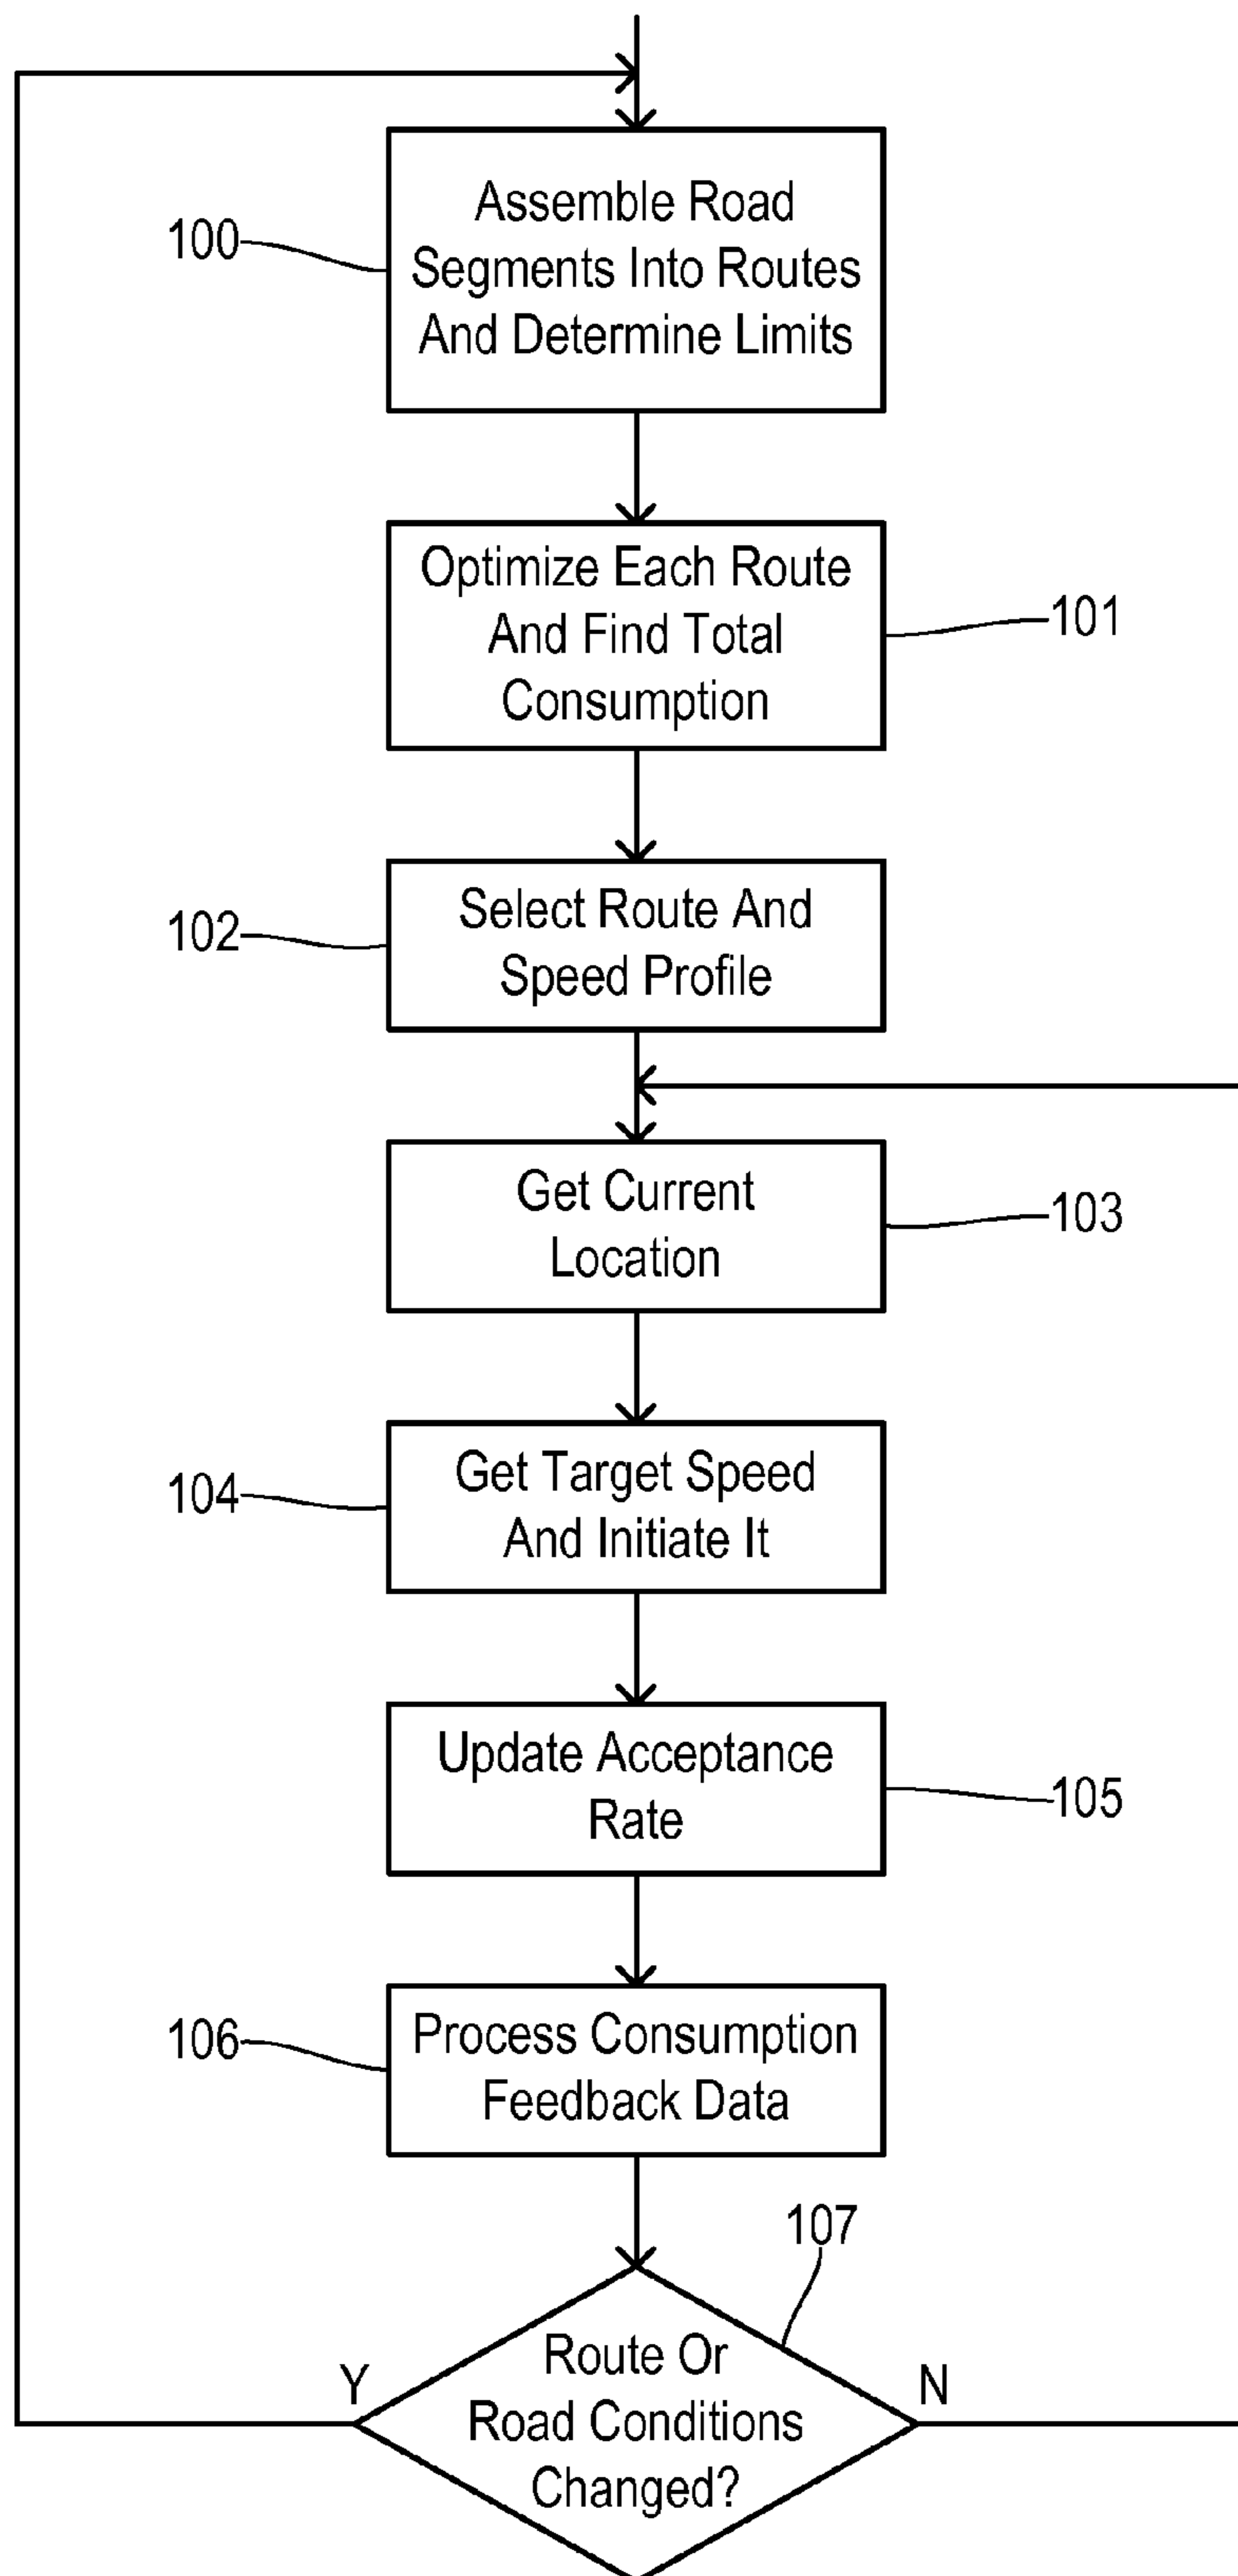 100
Assemble Road
Segments Into Routes
And Determine Limits
Optimize Each Route
And Find Total
Consumption
101
102
Select Route And
Speed Profile
Get Current
Location
103
104
Get Target Speed
And Initiate It
Update Acceptance
Rate
105
106
Process Consumption
Feedback Data
107
Y
Route Or
Road Conditions
Changed?
N